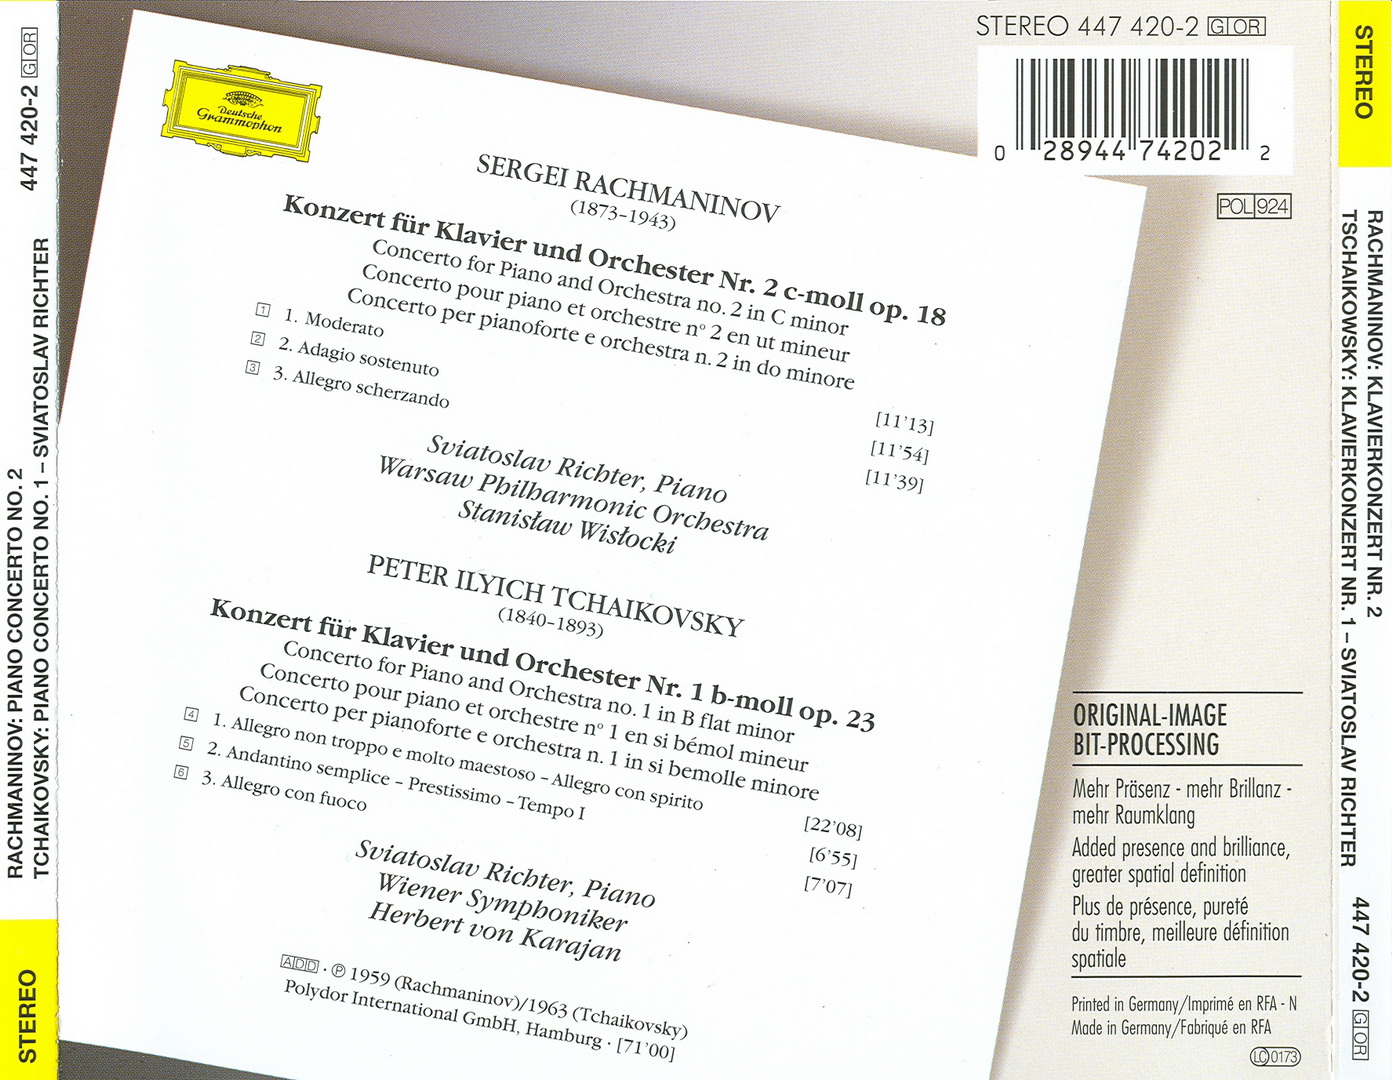 RACHMANINOV: PIANO CONCERTO NO. 2
TCHAIKOVSKY: PIANO CONCERTO NO. 1 – SVIATOSLAV RICHTER
447 420-2 GOR
STEREO
Deutsche
Grammophon
STEREO 447 420-2 GOR
0 28944 74202 2
POL 924
SERGEI RACHMANINOV
(1873–1943)
Konzert für Klavier und Orchester Nr. 2 c-moll op. 18
Concerto for Piano and Orchestra no. 2 in C minor
Concerto pour piano et orchestre n° 2 en ut mineur
Concerto per pianoforte e orchestra n. 2 in do minore
1 1. Moderato [11'13]
2 2. Adagio sostenuto [11'54]
3 3. Allegro scherzando [11'39]
Sviatoslav Richter, Piano
Warsaw Philharmonic Orchestra
Stanisław Wisłocki
PETER ILYICH TCHAIKOVSKY
(1840–1893)
Konzert für Klavier und Orchester Nr. 1 b-moll op. 23
Concerto for Piano and Orchestra no. 1 in B flat minor
Concerto pour piano et orchestre n° 1 en si bémol mineur
Concerto per pianoforte e orchestra n. 1 in si bemolle minore
4 1. Allegro non troppo e molto maestoso – Allegro con spirito [22'08]
5 2. Andantino semplice – Prestissimo – Tempo I [6'55]
6 3. Allegro con fuoco [7'07]
Sviatoslav Richter, Piano
Wiener Symphoniker
Herbert von Karajan
ADD · ℗ 1959 (Rachmaninov)/1963 (Tchaikovsky)
Polydor International GmbH, Hamburg · [71'00]
ORIGINAL-IMAGE
BIT-PROCESSING
Mehr Präsenz - mehr Brillanz -
mehr Raumklang
Added presence and brilliance,
greater spatial definition
Plus de présence, pureté
du timbre, meilleure définition
spatiale
Printed in Germany/Imprimé en RFA - N
Made in Germany/Fabriqué en RFA
LC 0173
STEREO
RACHMANINOV: KLAVIERKONZERT NR. 2
TSCHAIKOWSKY: KLAVIERKONZERT NR. 1 – SVIATOSLAV RICHTER
447 420-2 GOR